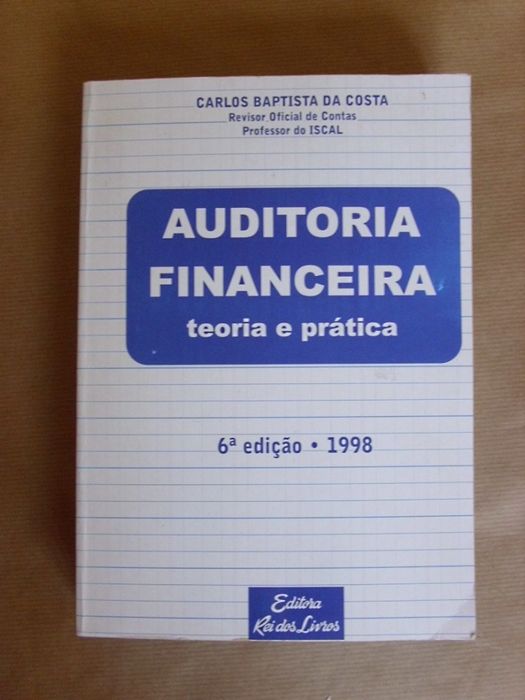 CARLOS BAPTISTA DA COSTA
Revisor Oficial de Contas
Professor do ISCAL
AUDITORIA
FINANCEIRA
teoria e prática
6ª edição • 1998
Editora
Rei dos Livros